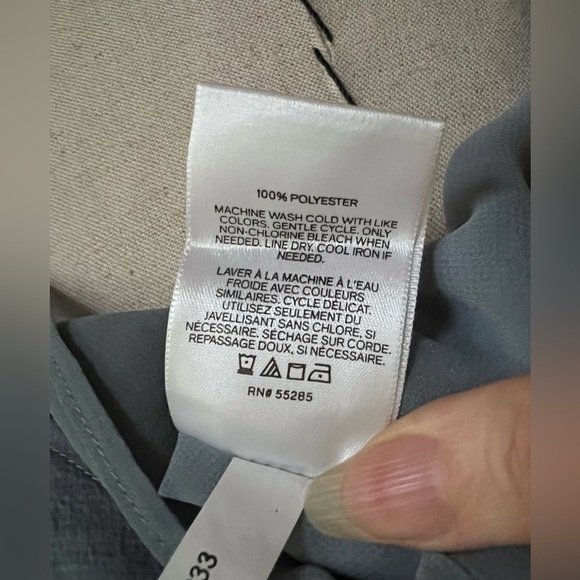 100% POLYESTER
MACHINE WASH COLD WITH LIKE
COLORS. GENTLE CYCLE. ONLY
NON-CHLORINE BLEACH WHEN
NEEDED. LINE DRY. COOL IRON IF
NEEDED.
LAVER À LA MACHINE À L'EAU
FROIDE AVEC COULEURS
SIMILAIRES. CYCLE DÉLICAT.
UTILISEZ SEULEMENT DU
JAVELLISANT SANS CHLORE, SI
NÉCESSAIRE. SÉCHAGE SUR CORDE.
REPASSAGE DOUX, SI NÉCESSAIRE.
RN# 55285
33